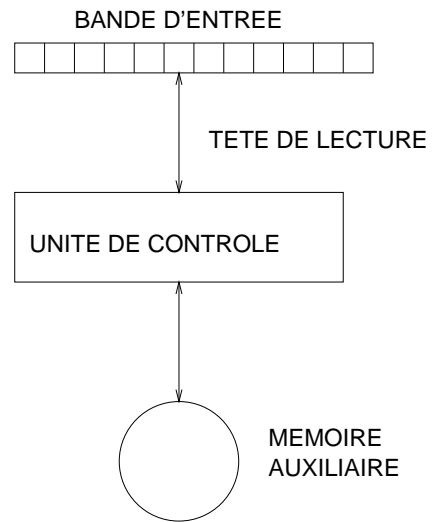 BANDE D'ENTREE
TETE DE LECTURE
UNITE DE CONTROLE
MEMOIRE
AUXILIAIRE